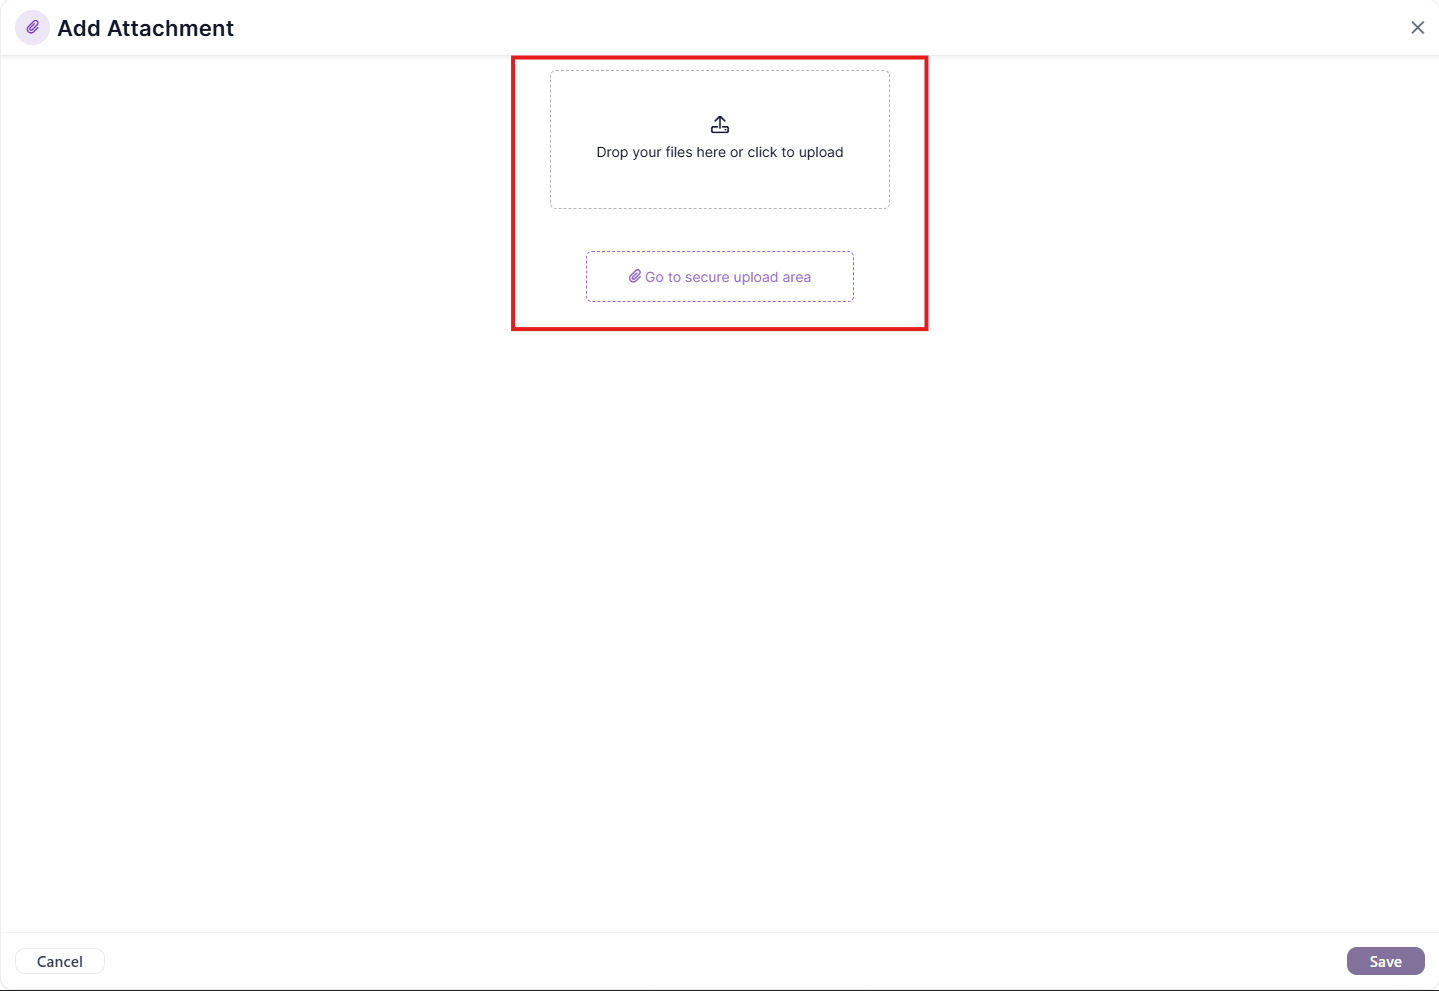 Add Attachment
Drop your files here or click to upload
Go to secure upload area
Cancel
Save